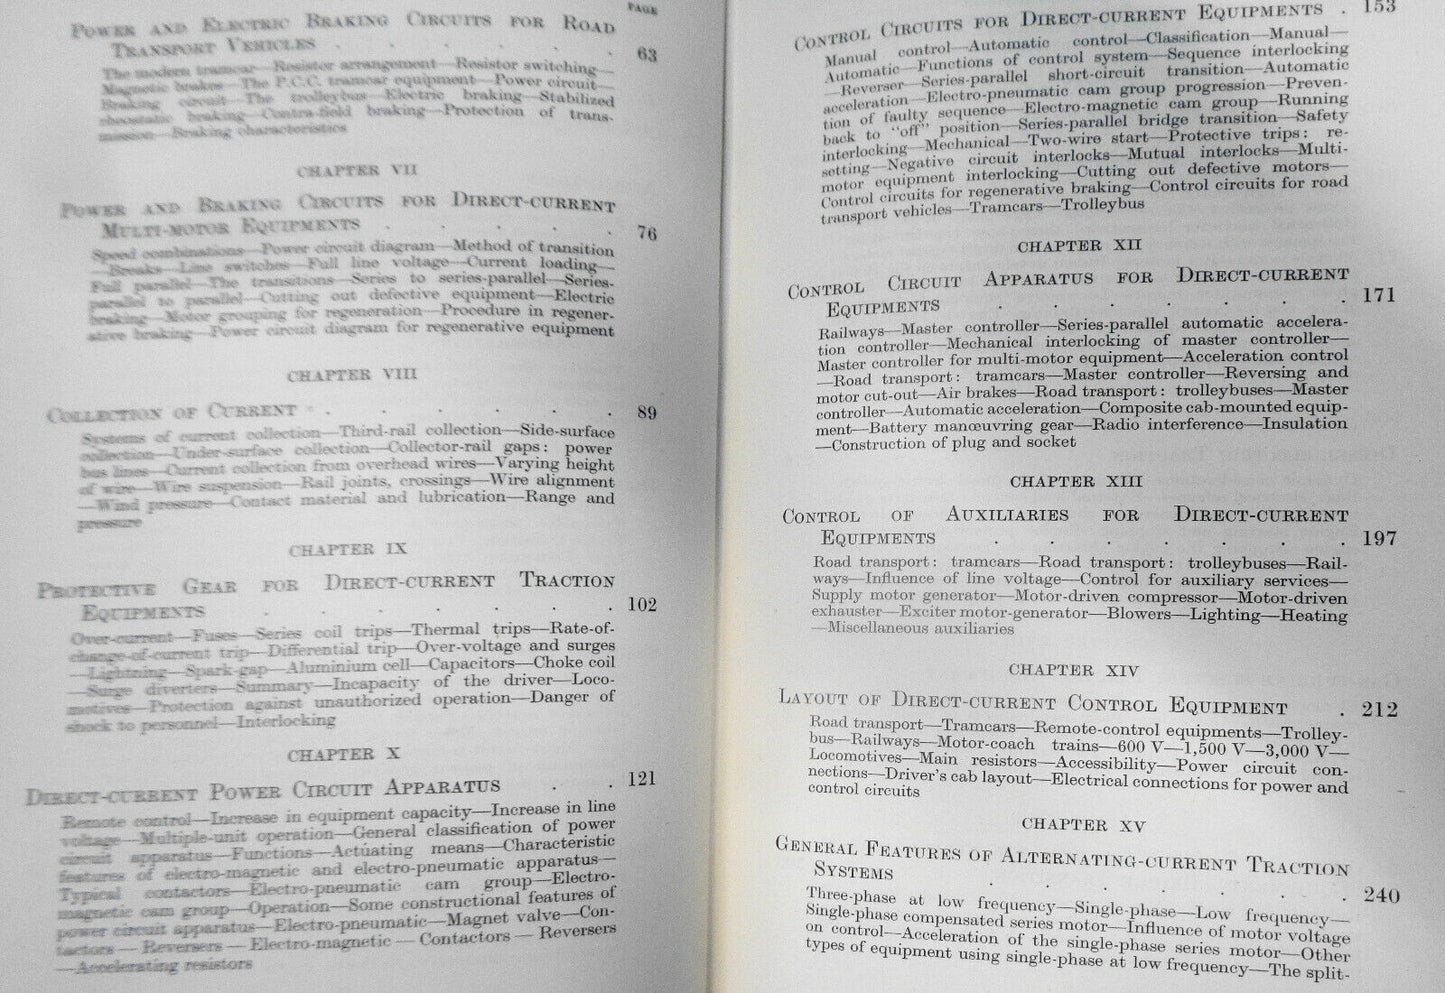 PAGE
POWER AND ELECTRIC BRAKING CIRCUITS FOR ROAD
TRANSPORT VEHICLES . . . . . . 63
The modern tramcar—Resistor arrangement—Resistor switching—
Magnetic brakes—The P.C.C. tramcar equipment—Power circuit—
Braking circuit—The trolleybus—Electric braking—Stabilized
rheostatic braking—Contra-field braking—Protection of trans-
mission—Braking characteristics
CHAPTER VII
POWER AND BRAKING CIRCUITS FOR DIRECT-CURRENT
MULTI-MOTOR EQUIPMENTS . . . . . 76
Speed combinations—Power circuit diagram—Method of transition
—Breaks—Line switches—Full line voltage—Current loading—
Full parallel—The transitions—Series to series-parallel—Series-
parallel to parallel—Cutting out defective equipment—Electric
braking—Motor grouping for regeneration—Procedure in regener-
ative braking—Power circuit diagram for regenerative equipment
CHAPTER VIII
COLLECTION OF CURRENT . . . . . . 89
Systems of current collection—Third-rail collection—Side-surface
collection—Under-surface collection—Collector-rail gaps: power
bus lines—Current collection from overhead wires—Varying height
of wire—Wire suspension—Rail joints, crossings—Wire alignment
—Wind pressure—Contact material and lubrication—Range and
pressure
CHAPTER IX
PROTECTIVE GEAR FOR DIRECT-CURRENT TRACTION
EQUIPMENTS . . . . . . . 102
Over-current—Fuses—Series coil trips—Thermal trips—Rate-of-
change-of-current trip—Differential trip—Over-voltage and surges
—Lightning—Spark-gap—Aluminium cell—Capacitors—Choke coil
—Surge diverters—Summary—Incapacity of the driver—Loco-
motives—Protection against unauthorized operation—Danger of
shock to personnel—Interlocking
CHAPTER X
DIRECT-CURRENT POWER CIRCUIT APPARATUS . . 121
Remote control—Increase in equipment capacity—Increase in line
voltage—Multiple-unit operation—General classification of power
circuit apparatus—Functions—Actuating means—Characteristic
features of electro-magnetic and electro-pneumatic apparatus—
Typical contactors—Electro-pneumatic cam group—Electro-
magnetic cam group—Operation—Some constructional features of
power circuit apparatus—Electro-pneumatic—Magnet valve—Con-
tactors — Reversers — Electro-magnetic — Contactors — Reversers
—Accelerating resistors
CONTROL CIRCUITS FOR DIRECT-CURRENT EQUIPMENTS . 153
Manual control—Automatic control—Classification—Manual—
Automatic—Functions of control system—Sequence interlocking
—Reverser—Series-parallel short-circuit transition—Automatic
acceleration—Electro-pneumatic cam group progression—Preven-
tion of faulty sequence—Electro-magnetic cam group—Running
back to "off" position—Series-parallel bridge transition—Safety
interlocking—Mechanical—Two-wire start—Protective trips: re-
setting—Negative circuit interlocks—Mutual interlocks—Multi-
motor equipment interlocking—Cutting out defective motors—
Control circuits for regenerative braking—Control circuits for road
transport vehicles—Tramcars—Trolleybus
CHAPTER XII
CONTROL CIRCUIT APPARATUS FOR DIRECT-CURRENT
EQUIPMENTS . . . . . . . 171
Railways—Master controller—Series-parallel automatic accelera-
tion controller—Mechanical interlocking of master controller—
Master controller for multi-motor equipment—Acceleration control
—Road transport: tramcars—Master controller—Reversing and
motor cut-out—Air brakes—Road transport: trolleybuses—Master
controller—Automatic acceleration—Composite cab-mounted equip-
ment—Battery manœuvring gear—Radio interference—Insulation
—Construction of plug and socket
CHAPTER XIII
CONTROL OF AUXILIARIES FOR DIRECT-CURRENT
EQUIPMENTS . . . . . . . 197
Road transport: tramcars—Road transport: trolleybuses—Rail-
ways—Influence of line voltage—Control for auxiliary services—
Supply motor generator—Motor-driven compressor—Motor-driven
exhauster—Exciter motor-generator—Blowers—Lighting—Heating
—Miscellaneous auxiliaries
CHAPTER XIV
LAYOUT OF DIRECT-CURRENT CONTROL EQUIPMENT . 212
Road transport—Tramcars—Remote-control equipments—Trolley-
bus—Railways—Motor-coach trains—600 V—1,500 V—3,000 V—
Locomotives—Main resistors—Accessibility—Power circuit con-
nections—Driver's cab layout—Electrical connections for power and
control circuits
CHAPTER XV
GENERAL FEATURES OF ALTERNATING-CURRENT TRACTION
SYSTEMS . . . . . . . 240
Three-phase at low frequency—Single-phase—Low frequency—
Single-phase compensated series motor—Influence of motor voltage
on control—Acceleration of the single-phase series motor—Other
types of equipment using single-phase at low frequency—The split-